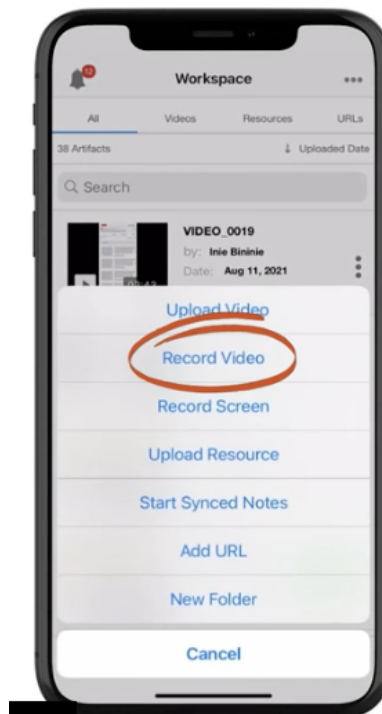 12
Workspace
All Videos Resources URLs
38 Artifacts ↓ Uploaded Date
Search
VIDEO_0019
by: Inie Bininie
Date: Aug 11, 2021
Upload Video
Record Video
Record Screen
Upload Resource
Start Synced Notes
Add URL
New Folder
Cancel